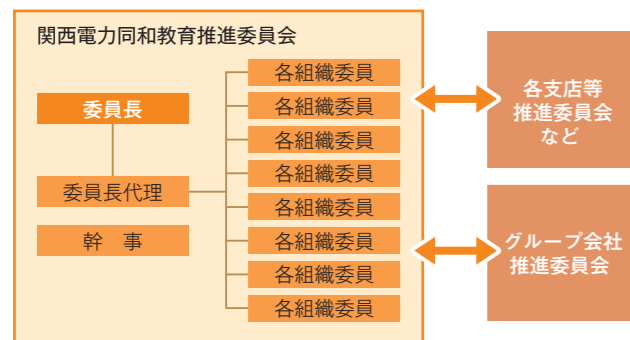 関西電力同和教育推進委員会
委員長
委員長代理
幹　事
各組織委員
各組織委員
各組織委員
各組織委員
各組織委員
各組織委員
各組織委員
各組織委員
各支店等
推進委員会
など
グループ会社
推進委員会